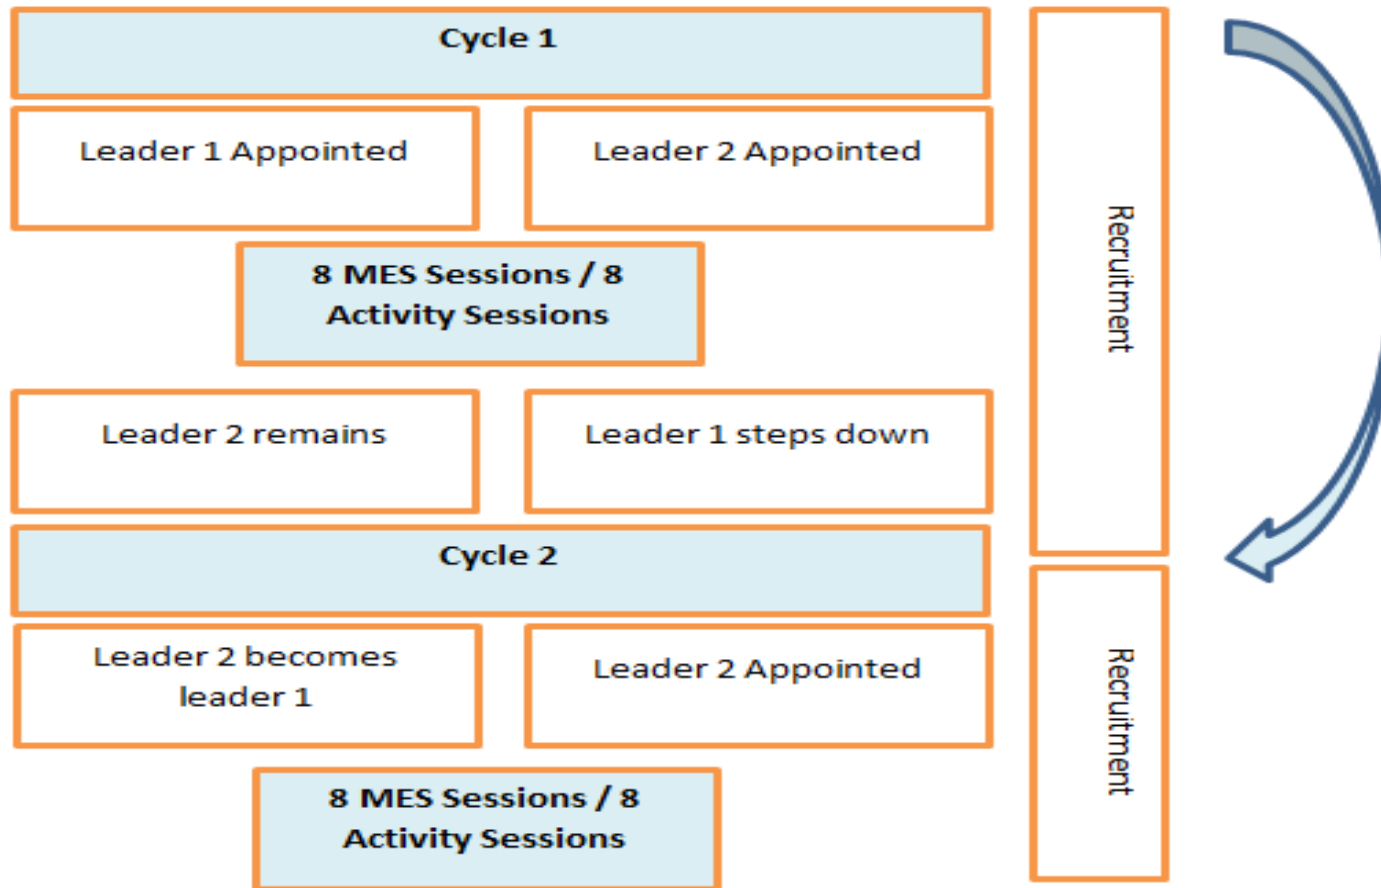 Cycle 1
Leader 1 Appointed
Leader 2 Appointed
8 MES Sessions / 8
Activity Sessions
Leader 2 remains
Leader 1 steps down
Recruitment
Cycle 2
Leader 2 becomes
leader 1
Leader 2 Appointed
8 MES Sessions / 8
Activity Sessions
Recruitment